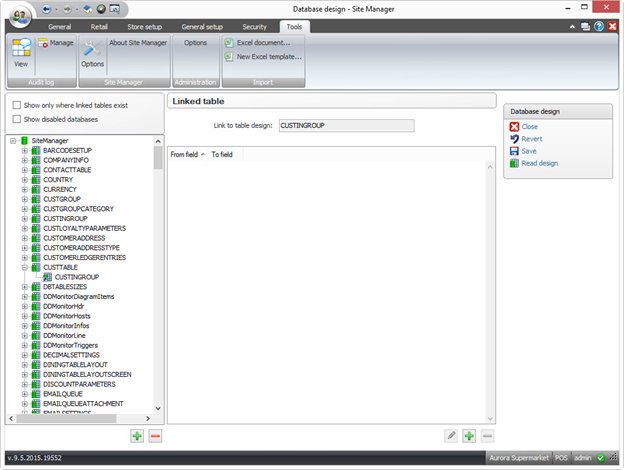 Database design - Site Manager
General Retail Store setup General setup Security Tools
View Manage Options About Site Manager Options Excel document...
New Excel template...
Audit log Site Manager Administration Import
Show only where linked tables exist
Show disabled databases
SiteManager
BARCODESETUP
COMPANYINFO
CONTACTTABLE
COUNTRY
CURRENCY
CUSTGROUP
CUSTGROUPCATEGORY
CUSTINGROUP
CUSTLOYALTYPARAMETERS
CUSTOMERADDRESS
CUSTOMERADDRESSTYPE
CUSTOMERLEDGERENTRIES
CUSTTABLE
CUSTINGROUP
DBTABLESIZES
DDMonitorDiagramItems
DDMonitorHdr
DDMonitorHosts
DDMonitorInfos
DDMonitorLine
DDMonitorTriggers
DECIMALSETTINGS
DININGTABLELAYOUT
DININGTABLELAYOUTSCREEN
DISCOUNTPARAMETERS
EMAILQUEUE
EMAILQUEUEATTACHMENT
EMAILSETTINGS
Linked table
Link to table design: CUSTINGROUP
From field To field
Database design
Close
Revert
Save
Read design
v.9.5.2015.19552
Aurora Supermarket POS admin